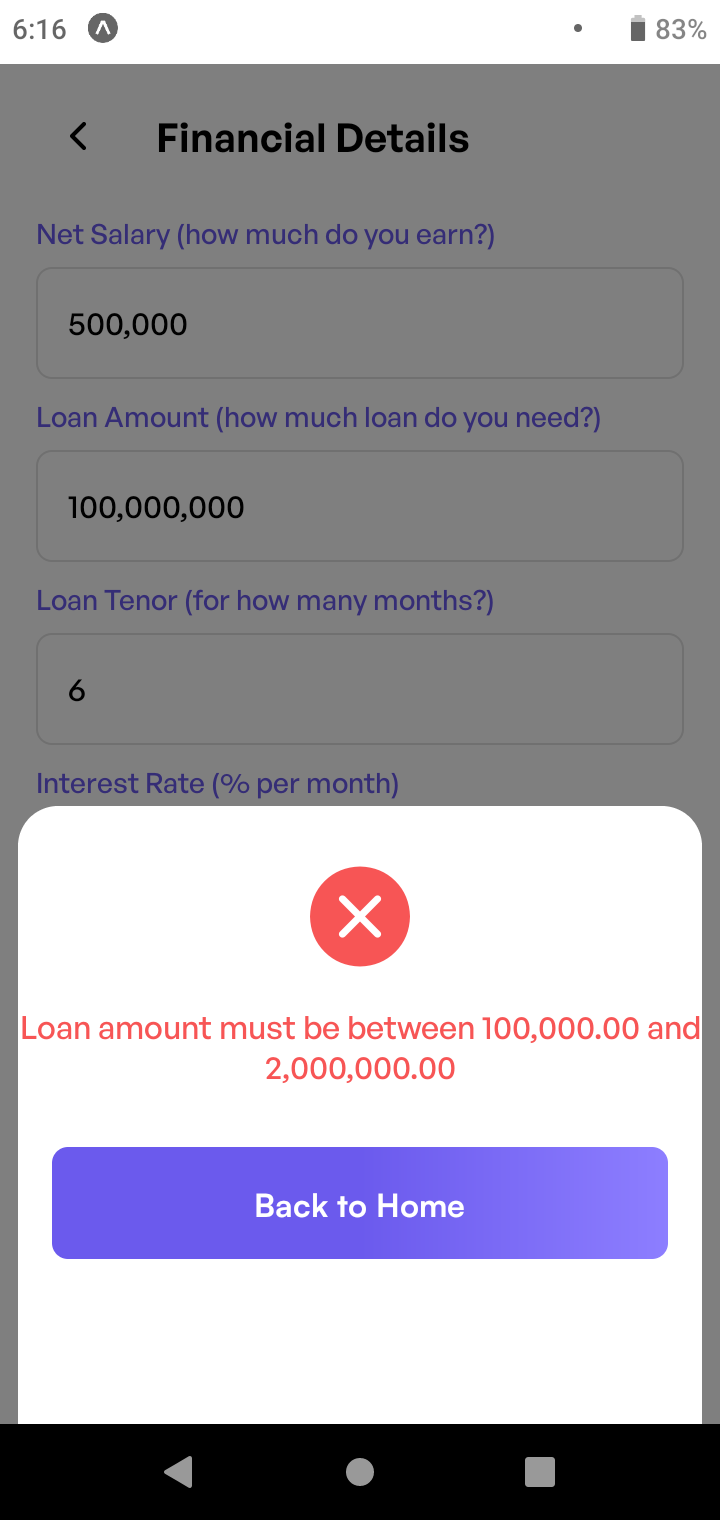 6:16
83%
Financial Details
Net Salary (how much do you earn?)
500,000
Loan Amount (how much loan do you need?)
100,000,000
Loan Tenor (for how many months?)
6
Interest Rate (% per month)
Loan amount must be between 100,000.00 and
2,000,000.00
Back to Home